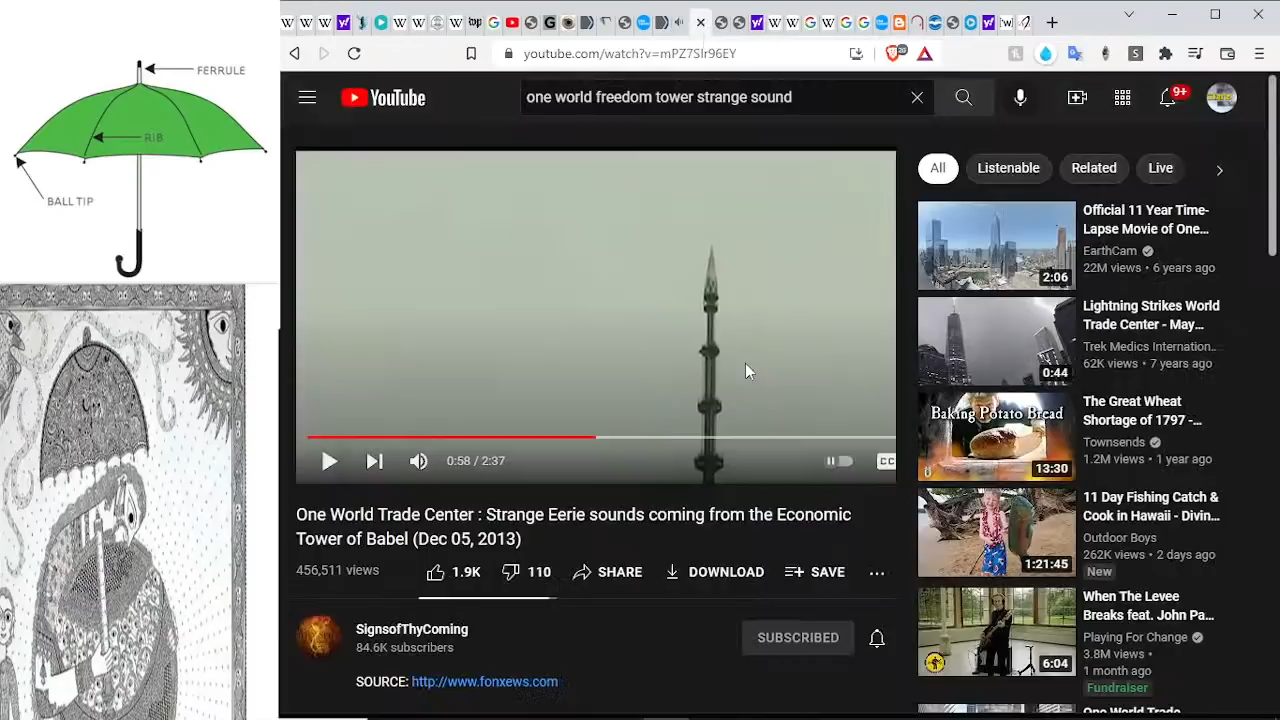 FERRULE
RIB
BALL TIP
youtube.com/watch?v=mPZ7SIr96EY
YouTube
one world freedom tower strange sound
9+
0:58 / 2:37
CC
One World Trade Center : Strange Eerie sounds coming from the Economic
Tower of Babel (Dec 05, 2013)
456,511 views
1.9K
110
SHARE
DOWNLOAD
SAVE
SignsofThyComing
84.6K subscribers
SUBSCRIBED
SOURCE: http://www.fonxews.com
All
Listenable
Related
Live
Official 11 Year Time-
Lapse Movie of One...
EarthCam
22M views • 6 years ago
2:06
Lightning Strikes World
Trade Center - May...
Trek Medics Internation...
62K views • 7 years ago
0:44
Baking Potato Bread
The Great Wheat
Shortage of 1797 -...
Townsends
1.2M views • 1 year ago
13:30
11 Day Fishing Catch &
Cook in Hawaii - Divin...
Outdoor Boys
262K views • 2 days ago
New
1:21:45
When The Levee
Breaks feat. John Pa...
Playing For Change
3.8M views •
1 month ago
Fundraiser
6:04
One World Trade